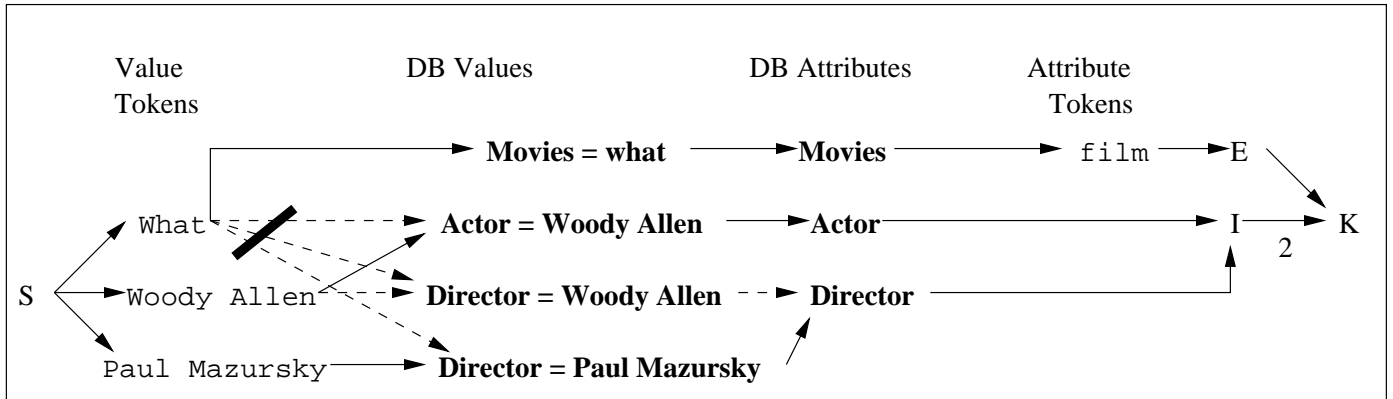 Value DB Values DB Attributes Attribute
Tokens Tokens
Movies = what Movies film E
What Actor = Woody Allen Actor I K
2
S Woody Allen Director = Woody Allen Director
Paul Mazursky Director = Paul Mazursky